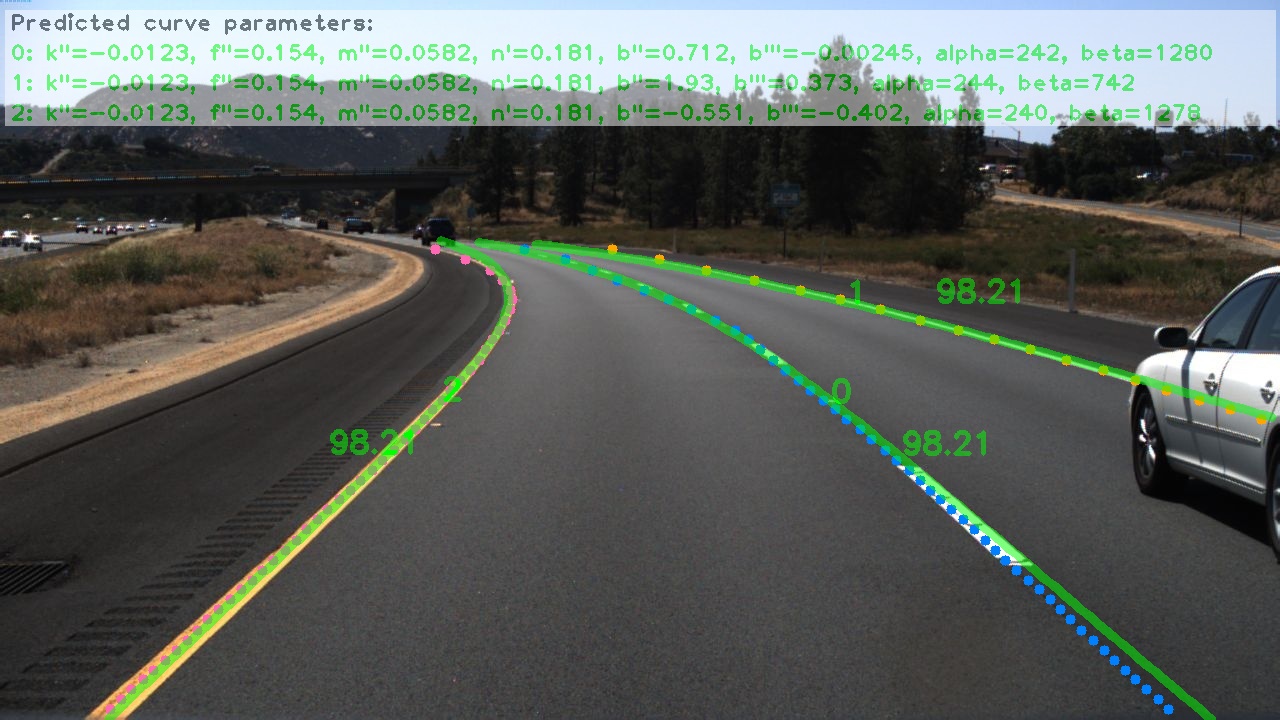 Predicted curve parameters:
0: k"=-0.0123, f"=0.154, m"=0.0582, n'=0.181, b"=0.712, b'"=-0.00245, alpha=242, beta=1280
1: k"=-0.0123, f"=0.154, m"=0.0582, n'=0.181, b"=1.93, b'"=0.373, alpha=244, beta=742
2: k"=-0.0123, f"=0.154, m"=0.0582, n'=0.181, b"=-0.551, b'"=-0.402, alpha=240, beta=1278
1 98.21
2 0
98.21 98.21